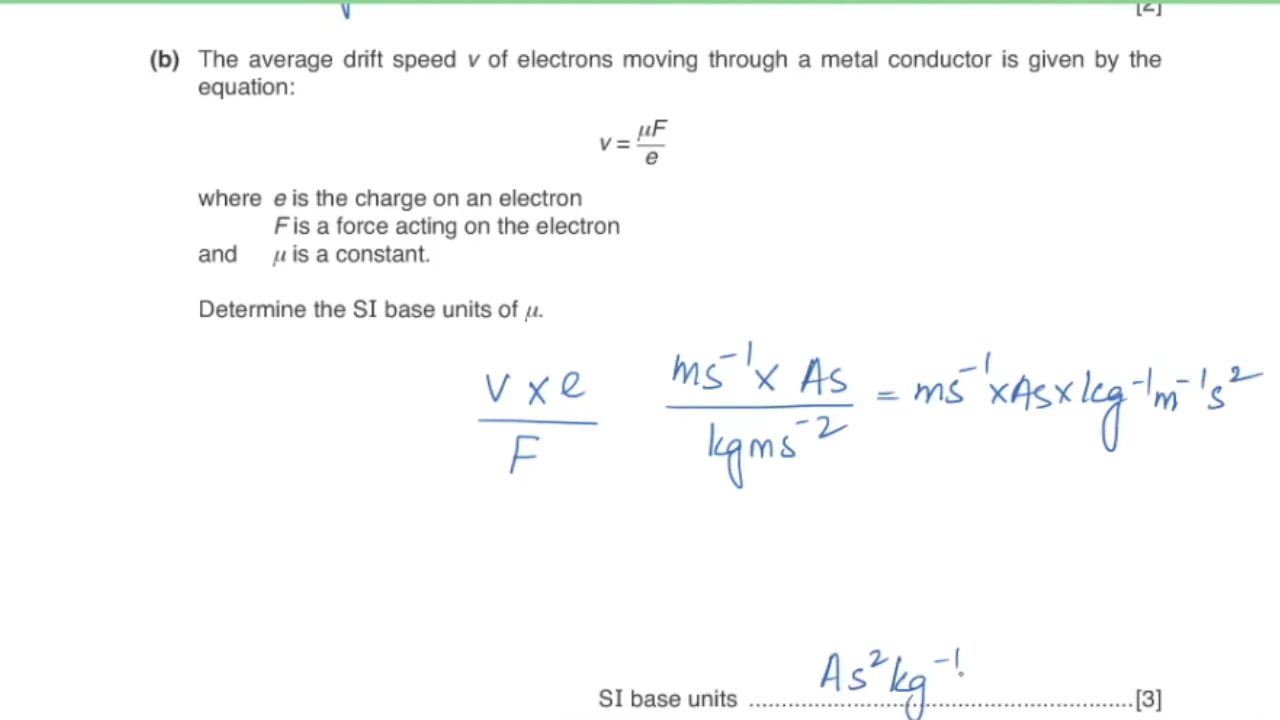 [2]
(b) The average drift speed v of electrons moving through a metal conductor is given by the
equation:
v = μF/e
where e is the charge on an electron
F is a force acting on the electron
and μ is a constant.
Determine the SI base units of μ.
v × e / F   ms⁻¹ × As / kgms⁻² = ms⁻¹ × As × kg⁻¹m⁻¹s²
As²kg⁻¹
SI base units ................................................................[3]